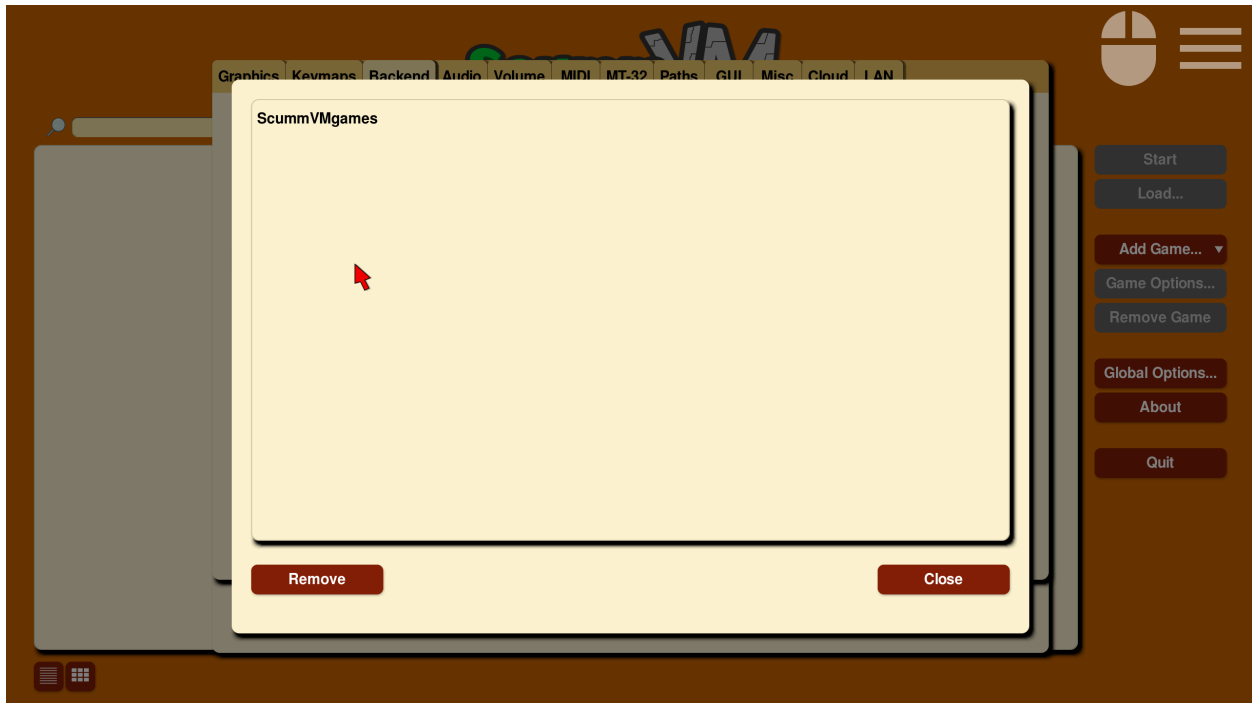 Graphics Keymaps Backend Audio Volume MIDI MT-32 Paths GUI Misc Cloud LAN
ScummVMgames
Start
Load...
Add Game...
Game Options...
Remove Game
Global Options...
About
Quit
Remove
Close